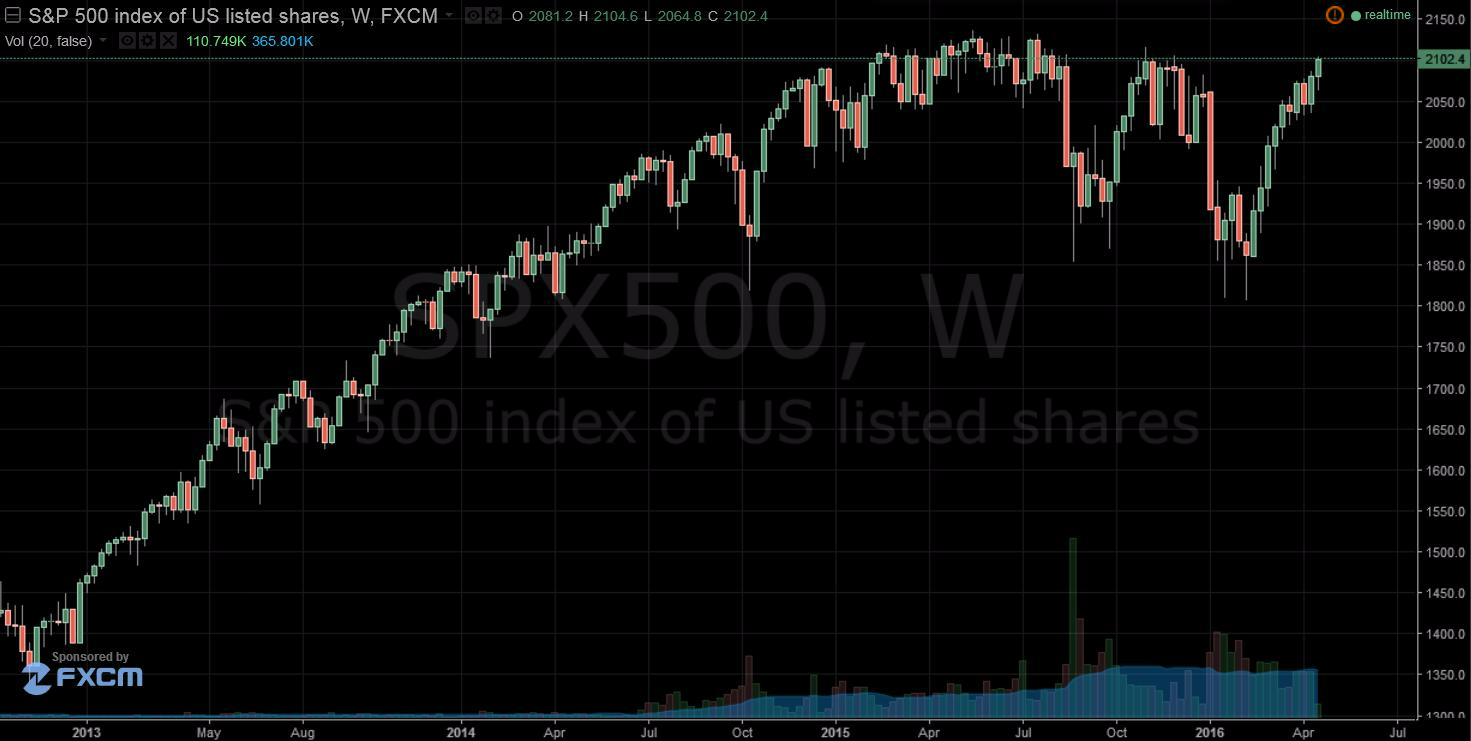 S&P 500 index of US listed shares, W, FXCM O 2081.2 H 2104.6 L 2064.8 C 2102.4
realtime
Vol (20, false) 110.749K 365.801K
2150.0
2102.4
2050.0
2000.0
1950.0
1900.0
1850.0
1800.0
1750.0
1700.0
1650.0
1600.0
1550.0
1500.0
1450.0
1400.0
1350.0
1300.0
SPX500, W
S&P 500 index of US listed shares
Sponsored by
FXCM
2013 May Aug 2014 Apr Jul Oct 2015 Apr Jul Oct 2016 Apr Jul